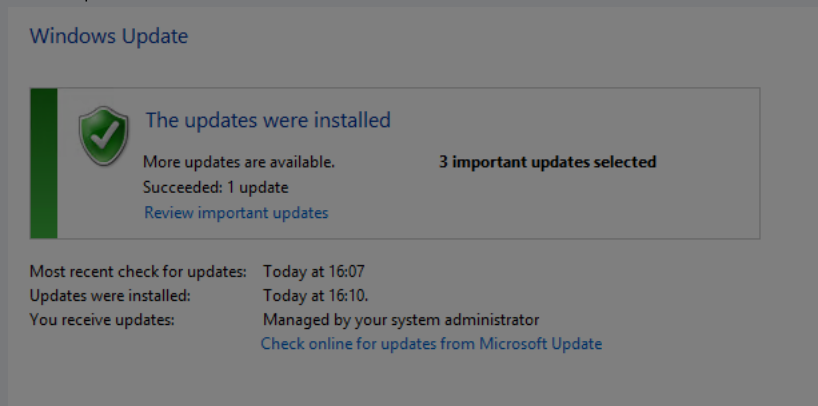 Windows Update
The updates were installed
More updates are available.
3 important updates selected
Succeeded: 1 update
Review important updates
Most recent check for updates: Today at 16:07
Updates were installed: Today at 16:10.
You receive updates: Managed by your system administrator
Check online for updates from Microsoft Update